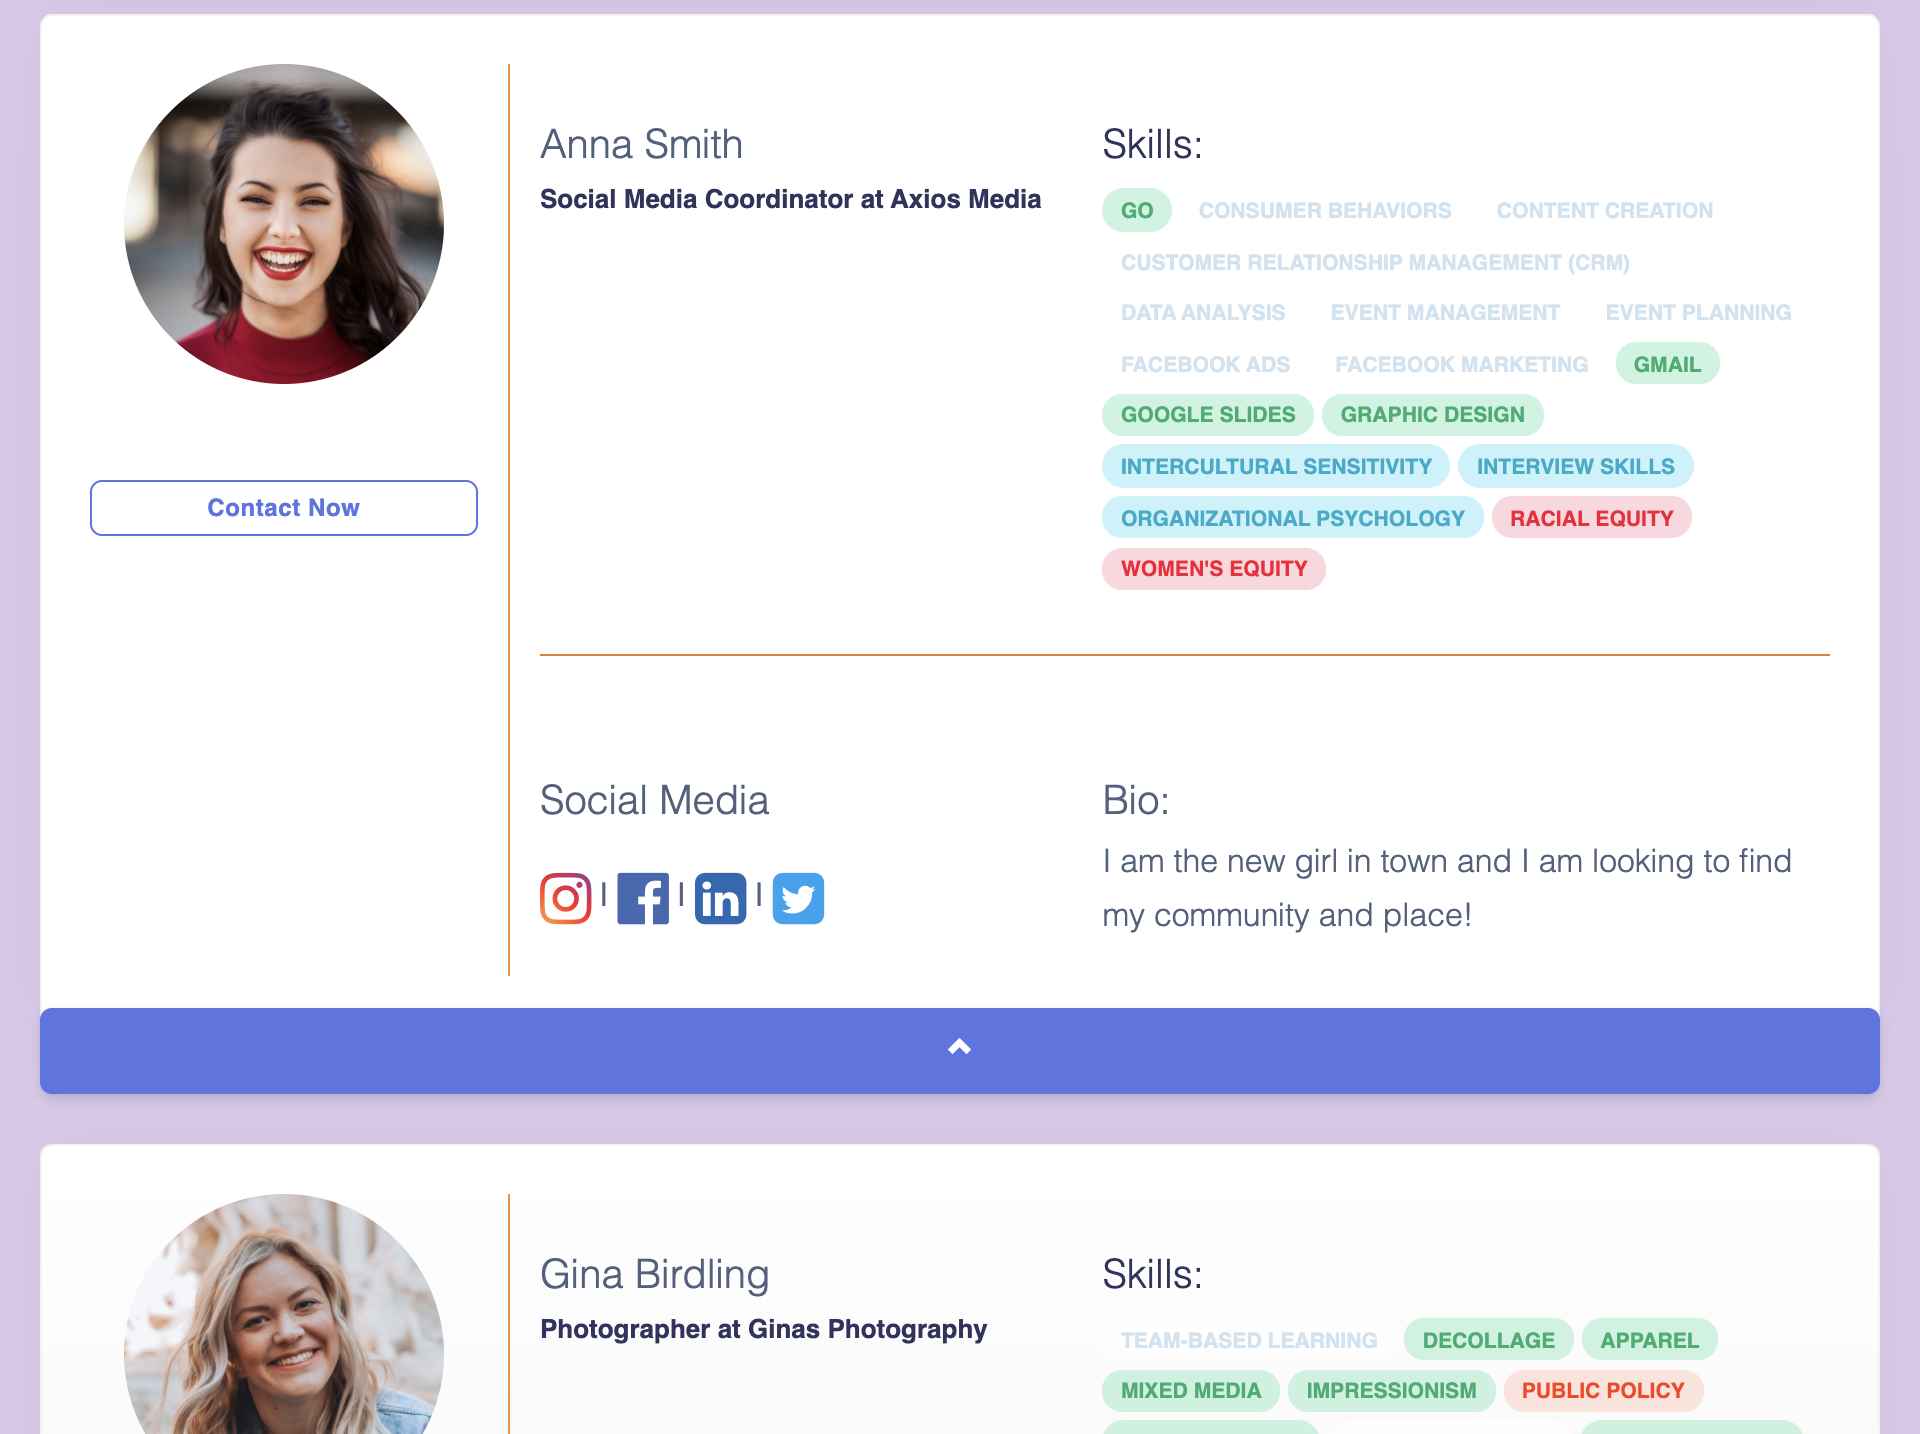 Anna Smith
Social Media Coordinator at Axios Media
Skills:
GO CONSUMER BEHAVIORS CONTENT CREATION
CUSTOMER RELATIONSHIP MANAGEMENT (CRM)
DATA ANALYSIS EVENT MANAGEMENT EVENT PLANNING
FACEBOOK ADS FACEBOOK MARKETING GMAIL
GOOGLE SLIDES GRAPHIC DESIGN
INTERCULTURAL SENSITIVITY INTERVIEW SKILLS
ORGANIZATIONAL PSYCHOLOGY RACIAL EQUITY
WOMEN'S EQUITY
Contact Now
Social Media
Bio:
I am the new girl in town and I am looking to find
my community and place!
Gina Birdling
Photographer at Ginas Photography
Skills:
TEAM-BASED LEARNING DECOLLAGE APPAREL
MIXED MEDIA IMPRESSIONISM PUBLIC POLICY